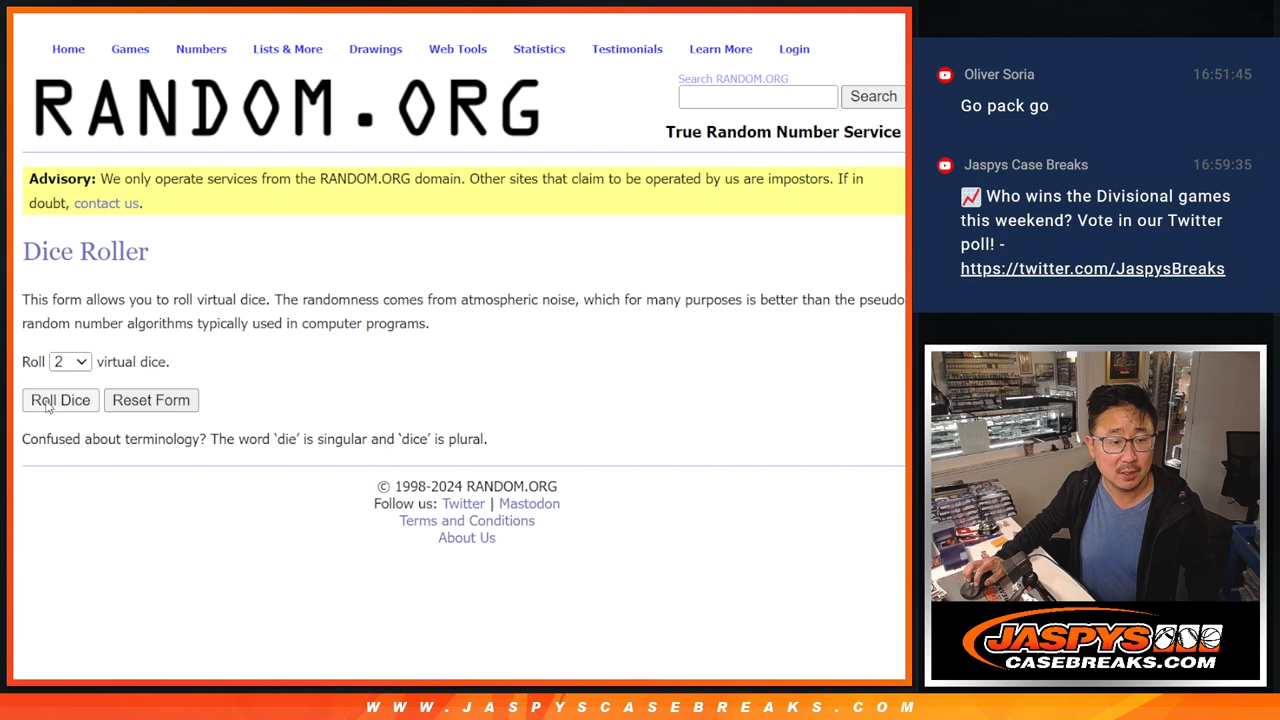 Home Games Numbers Lists & More Drawings Web Tools Statistics Testimonials Learn More Login
RANDOM.ORG
Search RANDOM.ORG
Search
True Random Number Service
Advisory: We only operate services from the RANDOM.ORG domain. Other sites that claim to be operated by us are impostors. If in
doubt, contact us.
Dice Roller
This form allows you to roll virtual dice. The randomness comes from atmospheric noise, which for many purposes is better than the pseudo
random number algorithms typically used in computer programs.
Roll 2 virtual dice.
Roll Dice Reset Form
Confused about terminology? The word ‘die’ is singular and ‘dice’ is plural.
© 1998-2024 RANDOM.ORG
Follow us: Twitter | Mastodon
Terms and Conditions
About Us
Oliver Soria 16:51:45
Go pack go
Jaspys Case Breaks 16:59:35
📈 Who wins the Divisional games
this weekend? Vote in our Twitter
poll! -
https://twitter.com/JaspysBreaks
JASPYS
CASEBREAKS.COM
WWW.JASPYSCASEBREAKS.COM